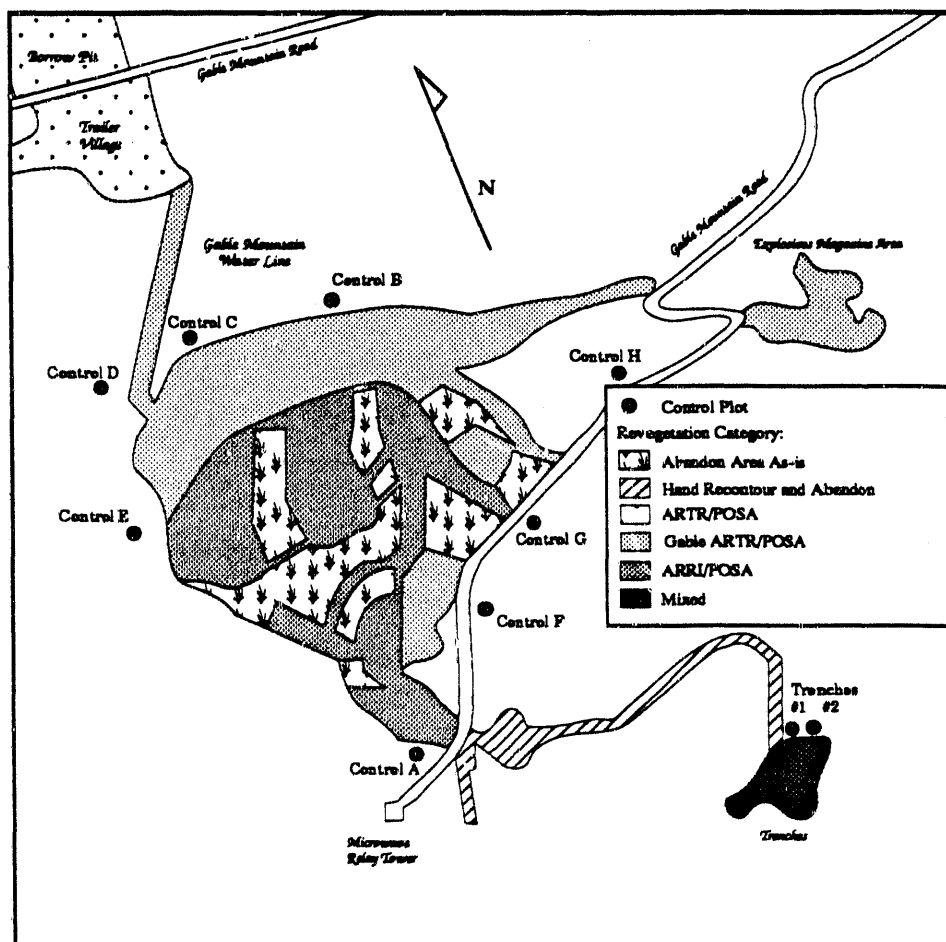 Borrow Pit
Gable Mountain Road
Trailer
Village
N
Gable Mountain Road
Gable Mountain
Water Line
Explosives Magazine Area
Control B
Control C
Control H
Control D
Control Plot
Revegetation Category:
Abandon Area As-is
Hand Recontour and Abandon
ARTR/POSA
Gable ARTR/POSA
ARRI/POSA
Mixed
Control E
Control G
Control F
Trenches
#1 #2
Control A
Trenches
Microwave
Relay Tower